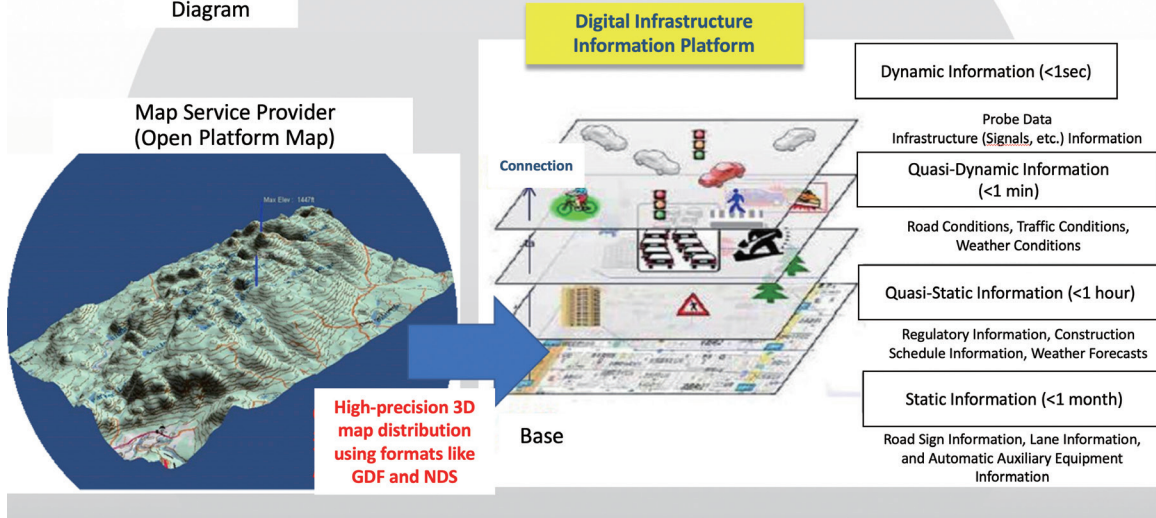 Diagram
Digital Infrastructure
Information Platform
Dynamic Information (<1sec)
Map Service Provider
(Open Platform Map)
Probe Data
Infrastructure (Signals, etc.) Information
Connection
Quasi-Dynamic Information
(<1 min)
Max Elev 1447ft
Road Conditions, Traffic Conditions,
Weather Conditions
Quasi-Static Information (<1 hour)
Regulatory Information, Construction
Schedule Information, Weather Forecasts
High-precision 3D
map distribution
using formats like
GDF and NDS
Base
Static Information (<1 month)
Road Sign Information, Lane Information,
and Automatic Auxiliary Equipment
Information